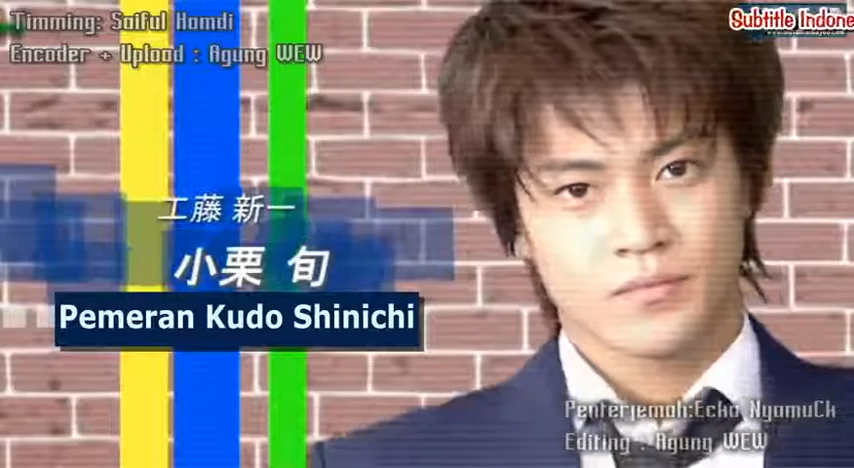 Timming: Saiful Hamdi
Encoder + Upload : Agung WEW
Subtitle Indone
工藤 新一
小栗 旬
Pemeran Kudo Shinichi
Penterjemah:Ecka NyamuCk
Editing : Agung WEW